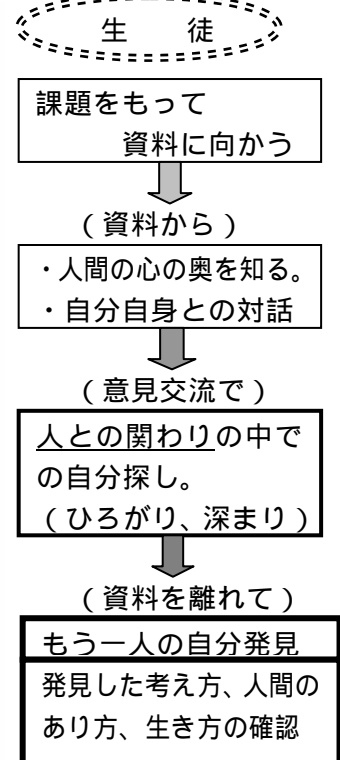 生　　徒
課題をもって
資料に向かう
（資料から）
・人間の心の奥を知る。
・自分自身との対話
（意見交流で）
人との関わりの中で
の自分探し。
（ひろがり、深まり）
（資料を離れて）
もう一人の自分発見
発見した考え方、人間の
あり方、生き方の確認